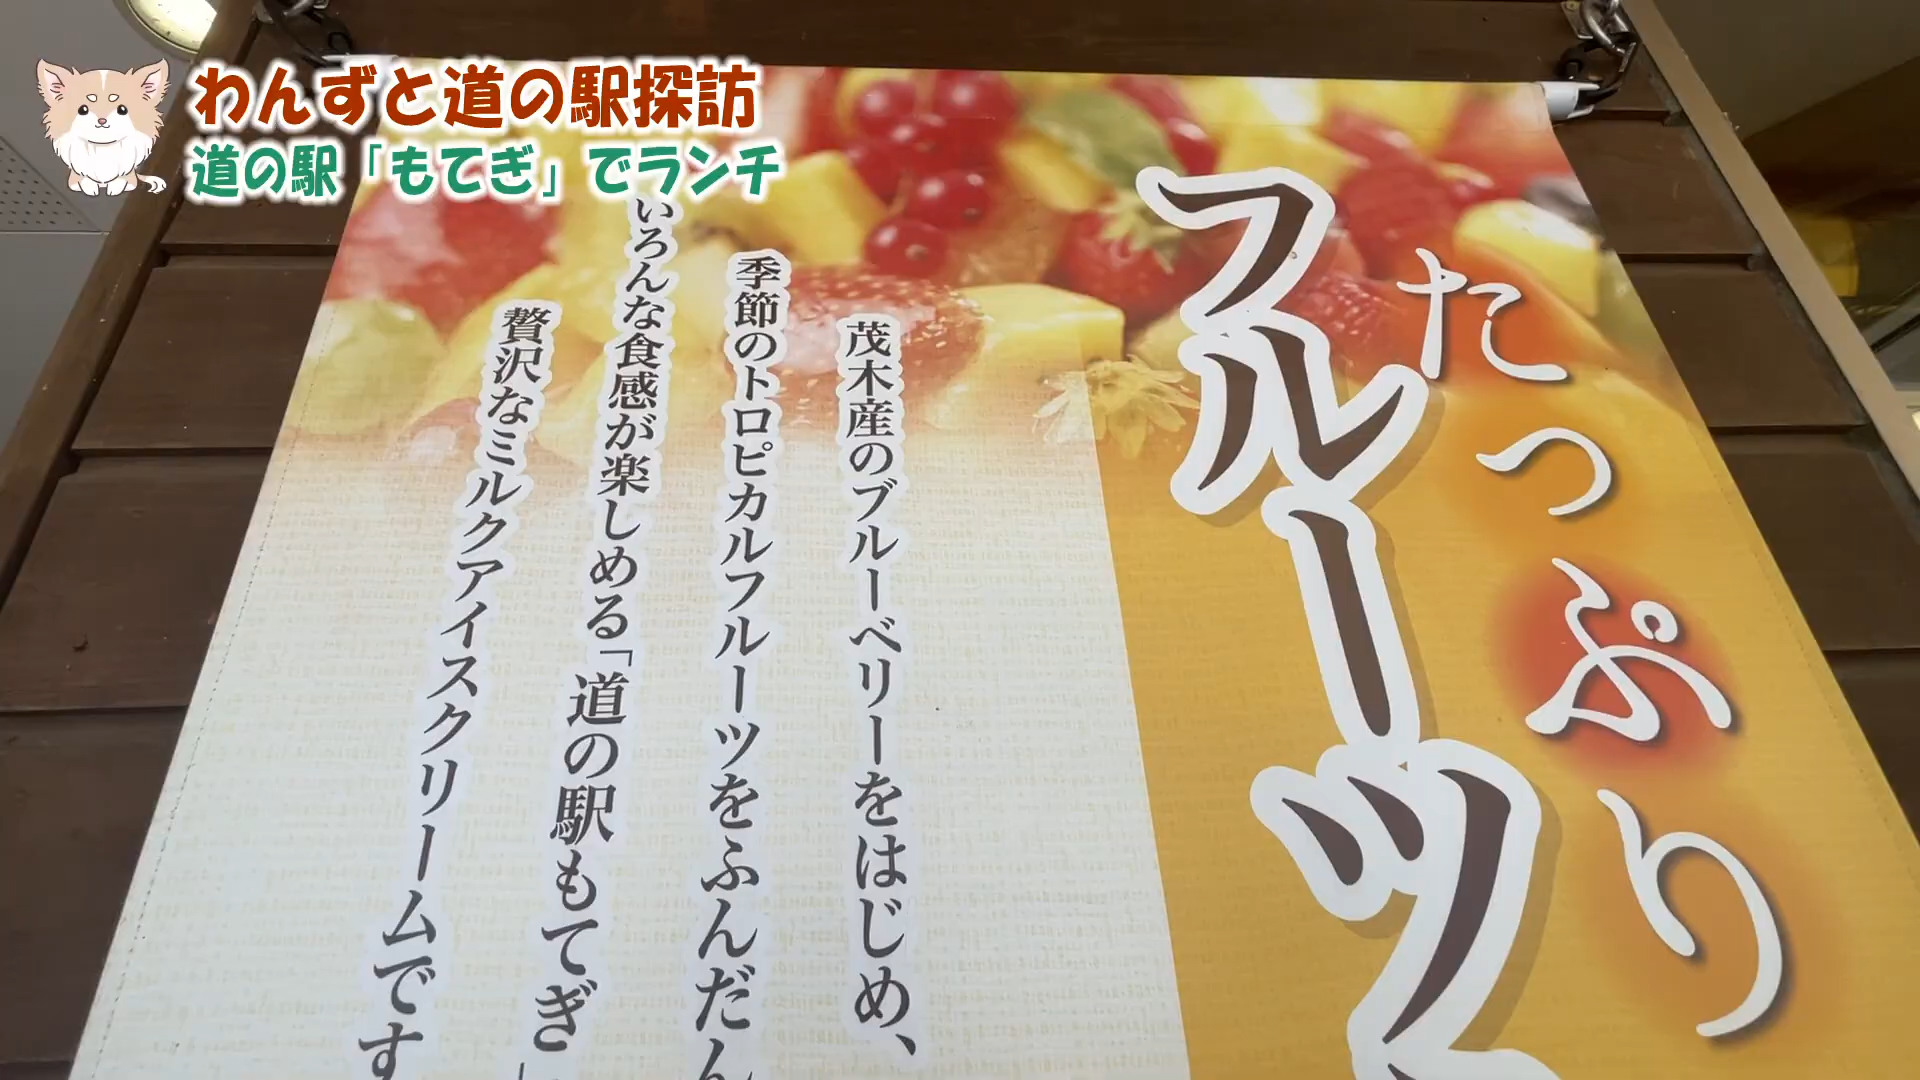 わんずと道の駅探訪
道の駅「もてぎ」でランチ
たっぷり
フルーツ
茂木産のブルーベリーをはじめ、
季節のトロピカルフルーツをふんだん
いろんな食感が楽しめる「道の駅もてぎ」
贅沢なミルクアイスクリームです